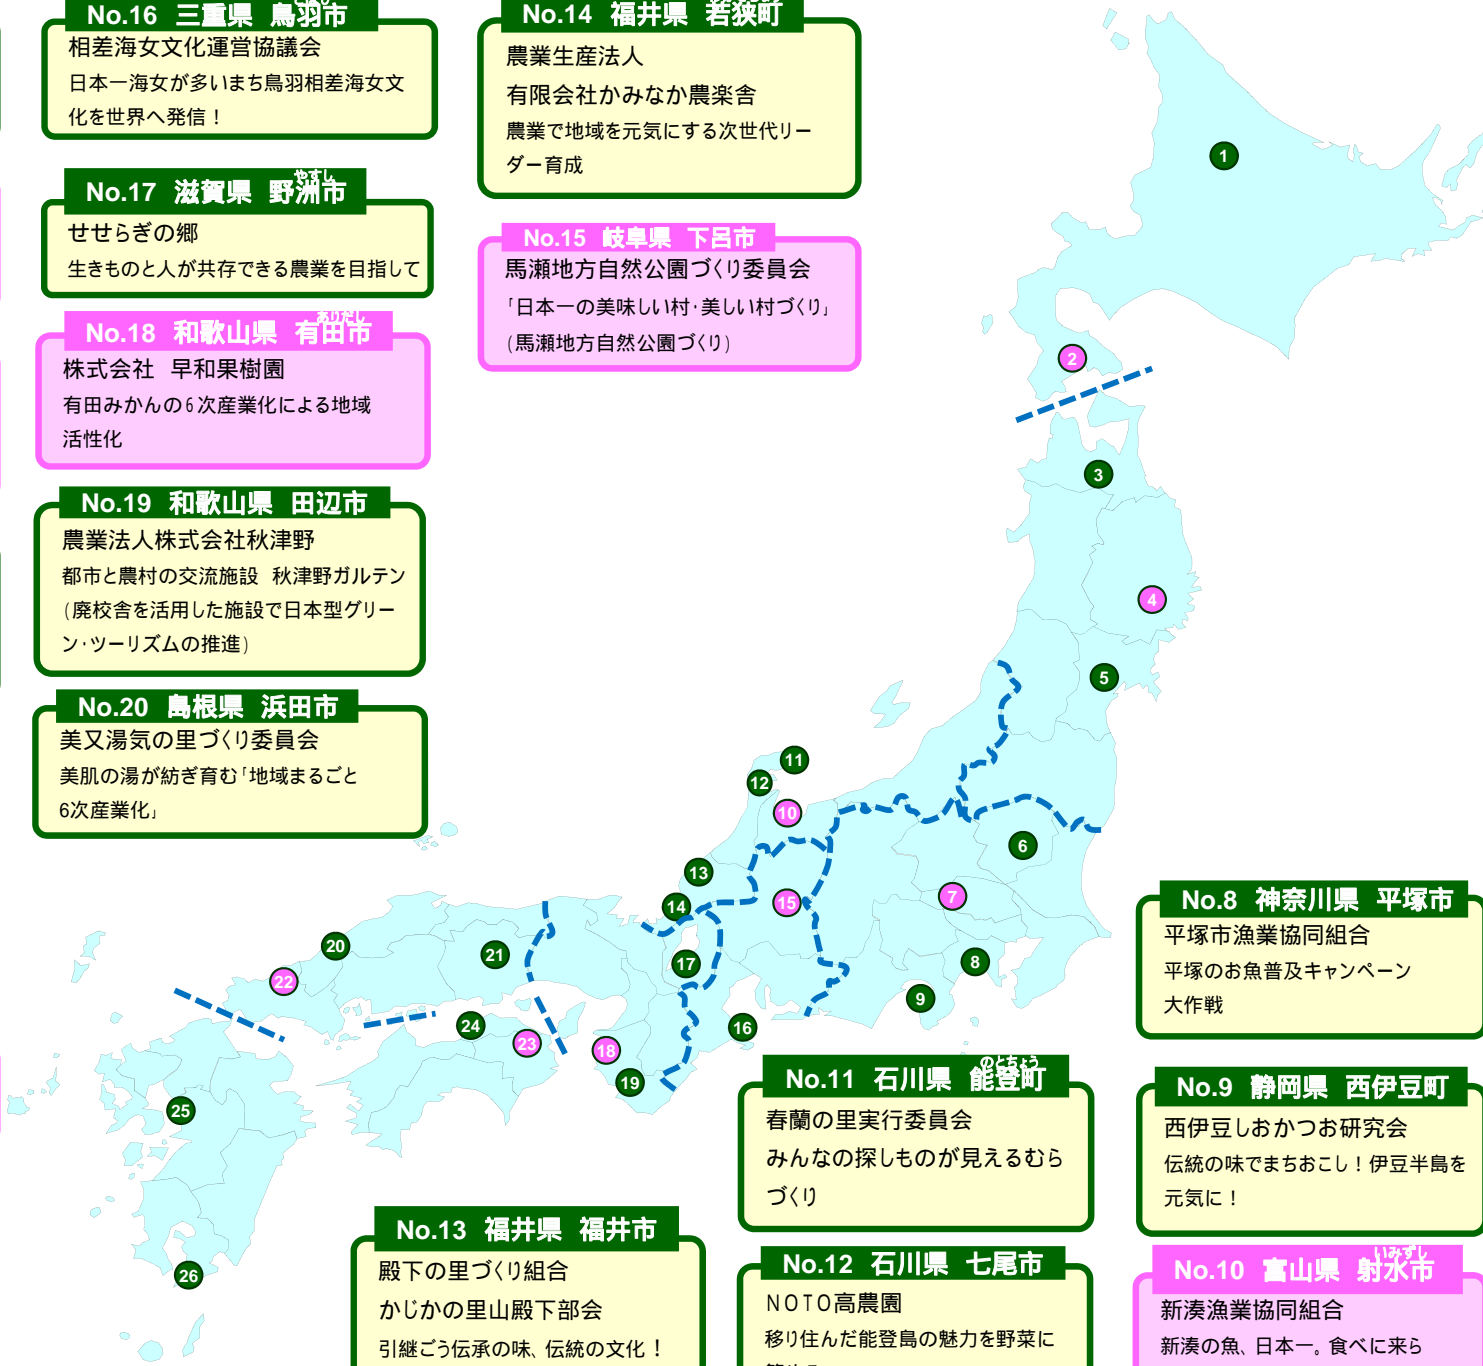 No.16 三重県 鳥羽市
相差海女文化運営協議会
日本一海女が多いまち鳥羽相差海女文
化を世界へ発信！
No.17 滋賀県 野洲市
やすし
せせらぎの郷
生きものと人が共存できる農業を目指して
No.18 和歌山県 有田市
ありだし
株式会社 早和果樹園
有田みかんの6次産業化による地域
活性化
No.19 和歌山県 田辺市
農業法人株式会社秋津野
都市と農村の交流施設 秋津野ガルテン
(廃校舎を活用した施設で日本型グリー
ン・ツーリズムの推進)
No.20 島根県 浜田市
美又湯気の里づくり委員会
美肌の湯が紡ぎ育む「地域まるごと
6次産業化」
No.14 福井県 若狭町
農業生産法人
有限会社かみなか農楽舎
農業で地域を元気にする次世代リー
ダー育成
No.15 岐阜県 下呂市
馬瀬地方自然公園づくり委員会
「日本一の美味しい村・美しい村づくり」
(馬瀬地方自然公園づくり)
1
2
3
4
5
11
12
10
6
13
7
15
14
20
21
17
8
22
9
24
16
23
18
19
25
26
No.8 神奈川県 平塚市
平塚市漁業協同組合
平塚のお魚普及キャンペーン
大作戦
No.9 静岡県 西伊豆町
西伊豆しおかつお研究会
伝統の味でまちおこし！伊豆半島を
元気に！
No.10 富山県 射水市
いみずし
新湊漁業協同組合
新湊の魚、日本一。食べに来ら
No.11 石川県 能登町
のとちょう
春蘭の里実行委員会
みんなの探しものが見えるむら
づくり
No.12 石川県 七尾市
NOTO高農園
移り住んだ能登島の魅力を野菜に
No.13 福井県 福井市
殿下の里づくり組合
かじかの里山殿下部会
引継ごう伝承の味、伝統の文化！